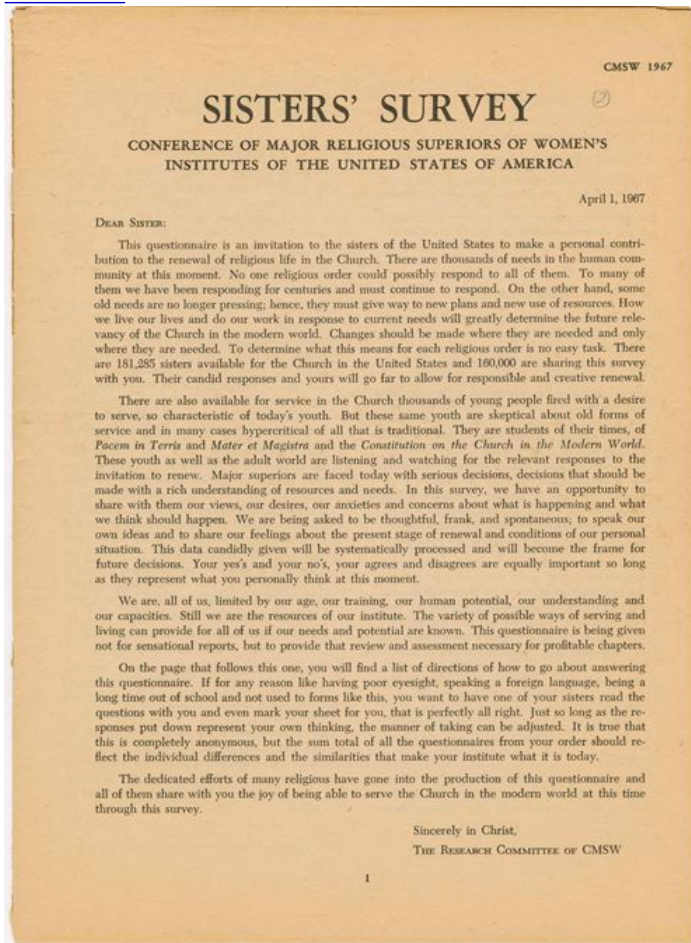 CMSW 1967
(2)
SISTERS' SURVEY
CONFERENCE OF MAJOR RELIGIOUS SUPERIORS OF WOMEN'S
INSTITUTES OF THE UNITED STATES OF AMERICA
April 1, 1967
DEAR SISTER:
This questionnaire is an invitation to the sisters of the United States to make a personal contri-
bution to the renewal of religious life in the Church. There are thousands of needs in the human com-
munity at this moment. No one religious order could possibly respond to all of them. To many of
them we have been responding for centuries and must continue to respond. On the other hand, some
old needs are no longer pressing; hence, they must give way to new plans and new use of resources. How
we live our lives and do our work in response to current needs will greatly determine the future rele-
vancy of the Church in the modern world. Changes should be made where they are needed and only
where they are needed. To determine what this means for each religious order is no easy task. There
are 181,285 sisters available for the Church in the United States and 160,000 are sharing this survey
with you. Their candid responses and yours will go far to allow for responsible and creative renewal.
There are also available for service in the Church thousands of young people fired with a desire
to serve, so characteristic of today's youth. But these same youth are skeptical about old forms of
service and in many cases hypercritical of all that is traditional. They are students of their times, of
Pacem in Terris and Mater et Magistra and the Constitution on the Church in the Modern World.
These youth as well as the adult world are listening and watching for the relevant responses to the
invitation to renew. Major superiors are faced today with serious decisions, decisions that should be
made with a rich understanding of resources and needs. In this survey, we have an opportunity to
share with them our views, our desires, our anxieties and concerns about what is happening and what
we think should happen. We are being asked to be thoughtful, frank, and spontaneous; to speak our
own ideas and to share our feelings about the present stage of renewal and conditions of our personal
situation. This data candidly given will be systematically processed and will become the frame for
future decisions. Your yes's and your no's, your agrees and disagrees are equally important so long
as they represent what you personally think at this moment.
We are, all of us, limited by our age, our training, our human potential, our understanding and
our capacities. Still we are the resources of our institute. The variety of possible ways of serving and
living can provide for all of us if our needs and potential are known. This questionnaire is being given
not for sensational reports, but to provide that review and assessment necessary for profitable chapters.
On the page that follows this one, you will find a list of directions of how to go about answering
this questionnaire. If for any reason like having poor eyesight, speaking a foreign language, being a
long time out of school and not used to forms like this, you want to have one of your sisters read the
questions with you and even mark your sheet for you, that is perfectly all right. Just so long as the re-
sponses put down represent your own thinking, the manner of taking can be adjusted. It is true that
this is completely anonymous, but the sum total of all the questionnaires from your order should re-
flect the individual differences and the similarities that make your institute what it is today.
The dedicated efforts of many religious have gone into the production of this questionnaire and
all of them share with you the joy of being able to serve the Church in the modern world at this time
through this survey.
Sincerely in Christ,
THE RESEARCH COMMITTEE OF CMSW
1